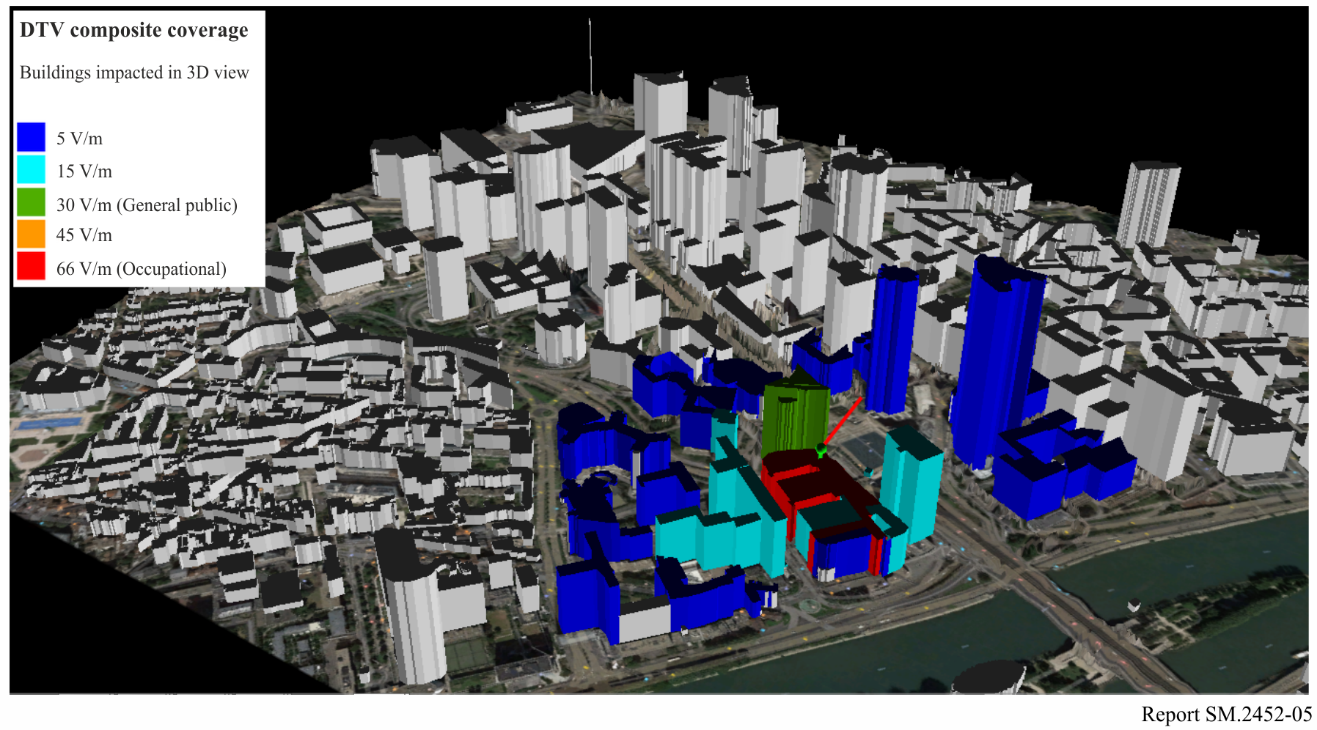 DTV composite coverage
Buildings impacted in 3D view
5 V/m
15 V/m
30 V/m (General public)
45 V/m
66 V/m (Occupational)
Report SM.2452-05